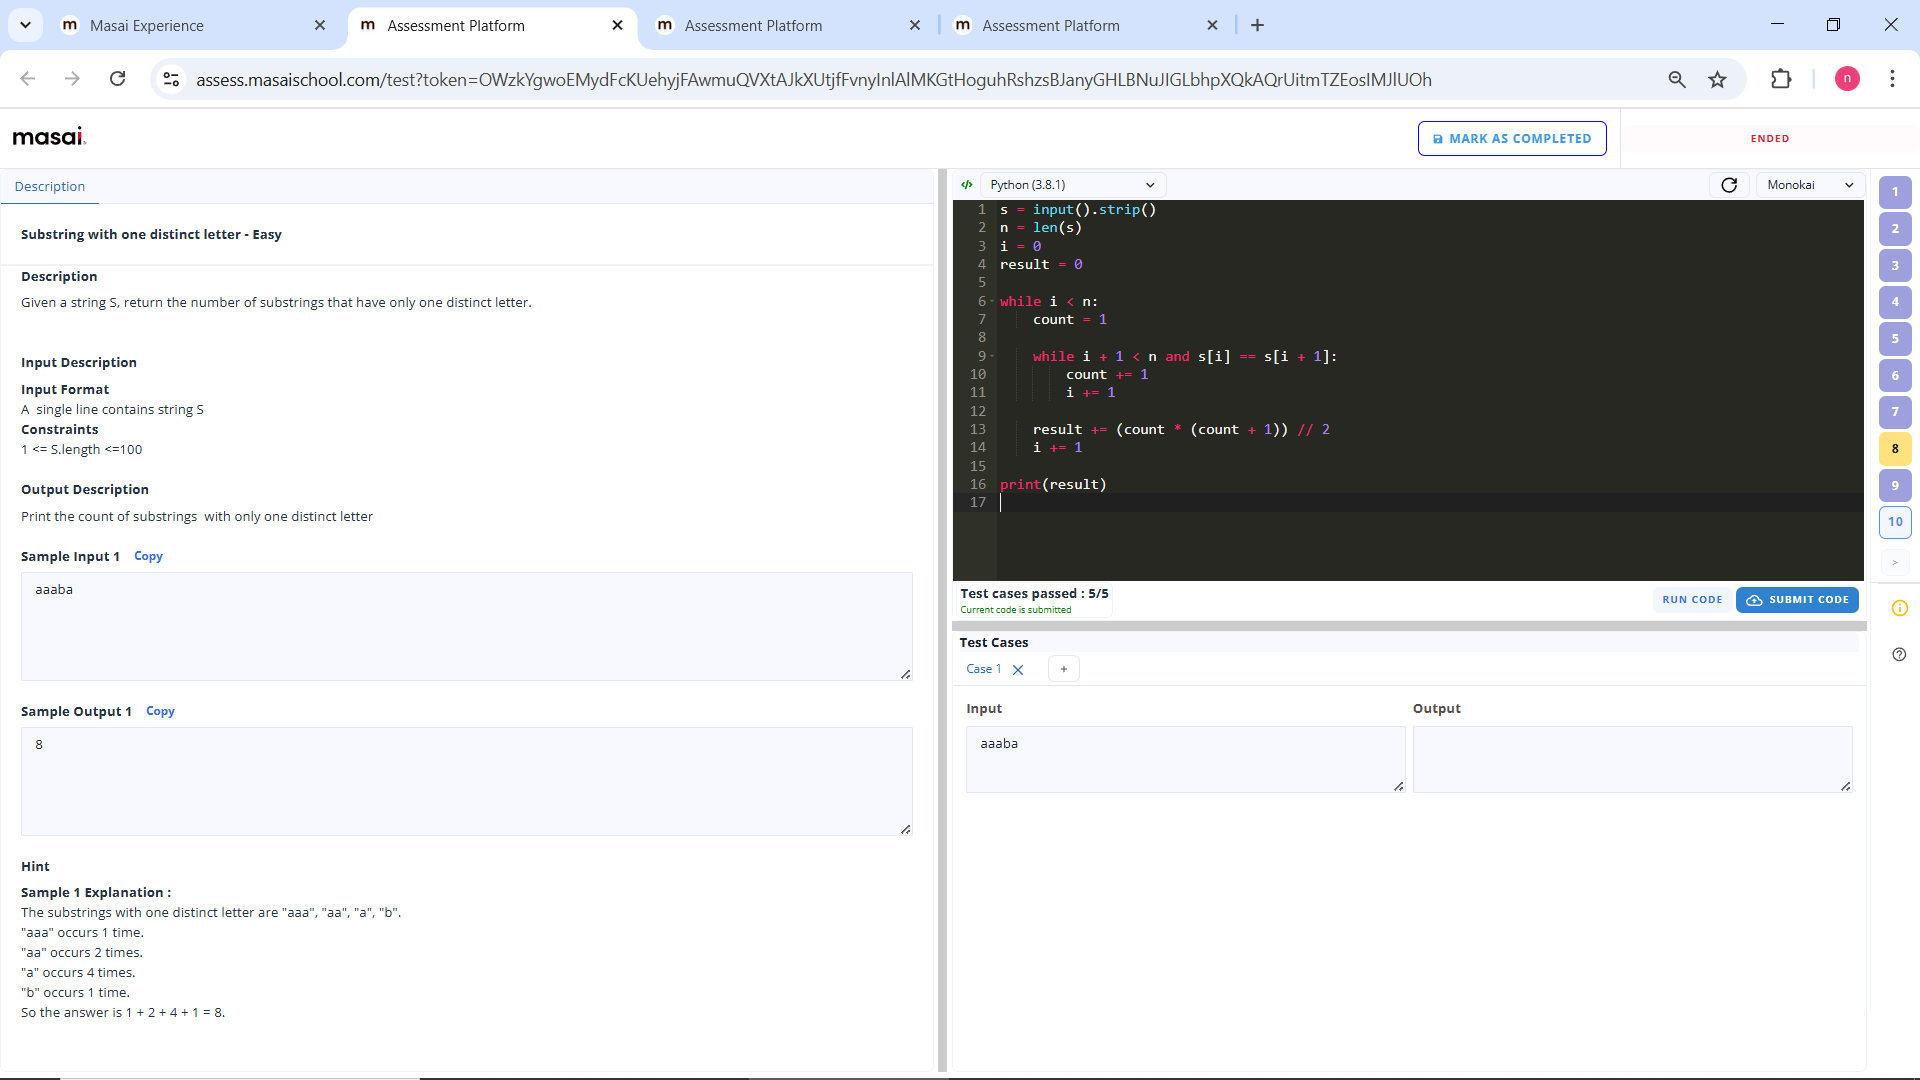 Masai Experience
Assessment Platform
Assessment Platform
Assessment Platform
assess.masaischool.com/test?token=OWzkYgwoEMydFcKUehyjFAwmuQVXtAJkXUtjfFvnyInlAlMKGtHoguhRshzsBJanyGHLBNuJIGLbhpXQkAQrUitmTZEosIMJlUOh
n
masai.
MARK AS COMPLETED
ENDED
Description
Substring with one distinct letter - Easy
Description
Given a string S, return the number of substrings that have only one distinct letter.
Input Description
Input Format
A  single line contains string S
Constraints
1 <= S.length <=100
Output Description
Print the count of substrings  with only one distinct letter
Sample Input 1 Copy
aaaba
Sample Output 1 Copy
8
Hint
Sample 1 Explanation :
The substrings with one distinct letter are "aaa", "aa", "a", "b".
"aaa" occurs 1 time.
"aa" occurs 2 times.
"a" occurs 4 times.
"b" occurs 1 time.
So the answer is 1 + 2 + 4 + 1 = 8.
</> Python (3.8.1)
Monokai
1 s = input().strip()
2 n = len(s)
3 i = 0
4 result = 0
5
6 while i < n:
7     count = 1
8
9     while i + 1 < n and s[i] == s[i + 1]:
10         count += 1
11         i += 1
12
13     result += (count * (count + 1)) // 2
14     i += 1
15
16 print(result)
17
Test cases passed : 5/5
Current code is submitted
RUN CODE
SUBMIT CODE
Test Cases
Case 1
+
Input
Output
aaaba
1
2
3
4
5
6
7
8
9
10
>